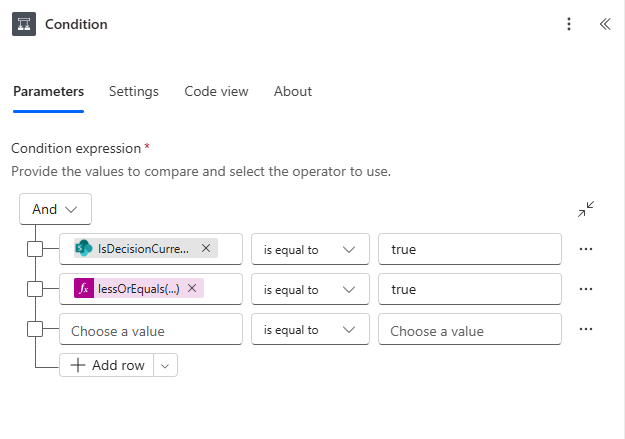 Condition
Parameters Settings Code view About
Condition expression *
Provide the values to compare and select the operator to use.
And
IsDecisionCurre... is equal to true
fx lessOrEquals(...) is equal to true
Choose a value is equal to Choose a value
Add row